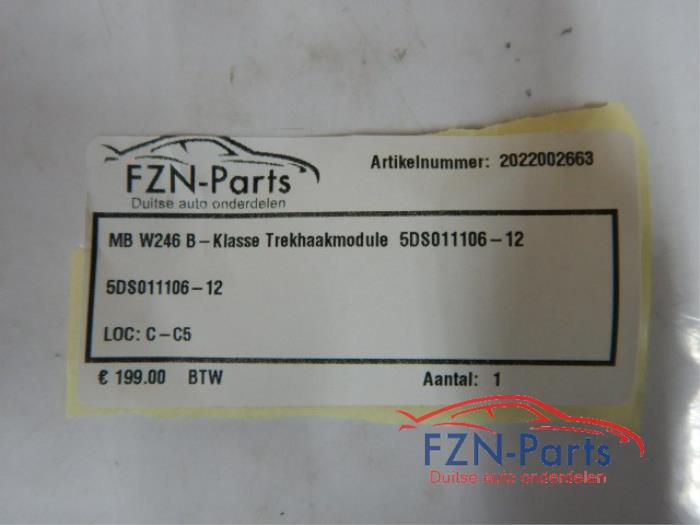 FZN-Parts
Duitse auto onderdelen
Artikelnummer: 2022002663
MB W246 B-Klasse Trekhaakmodule 5DS011106-12
5DS011106-12
LOC: C-C5
€ 199.00 BTW
Aantal: 1
FZN-Parts
Duitse auto onderdelen